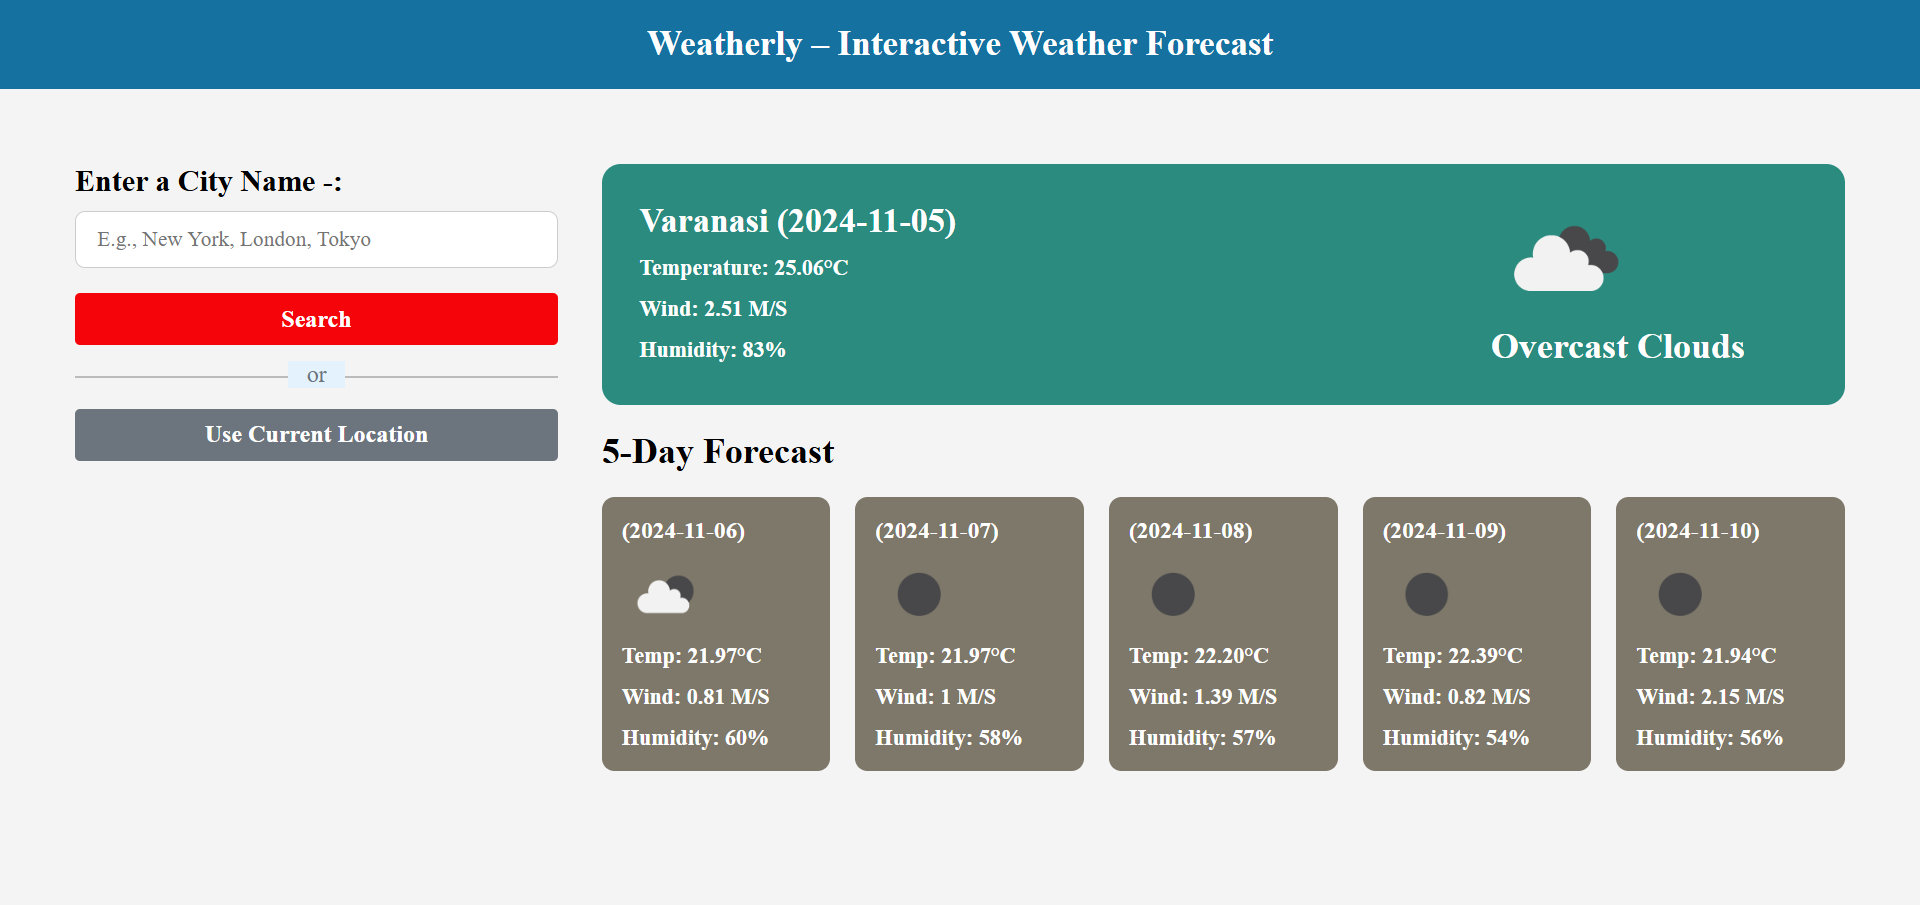 Weatherly – Interactive Weather Forecast
Enter a City Name -:
E.g., New York, London, Tokyo
Search
or
Use Current Location
Varanasi (2024-11-05)
Temperature: 25.06°C
Wind: 2.51 M/S
Humidity: 83%
Overcast Clouds
5-Day Forecast
(2024-11-06)
Temp: 21.97°C
Wind: 0.81 M/S
Humidity: 60%
(2024-11-07)
Temp: 21.97°C
Wind: 1 M/S
Humidity: 58%
(2024-11-08)
Temp: 22.20°C
Wind: 1.39 M/S
Humidity: 57%
(2024-11-09)
Temp: 22.39°C
Wind: 0.82 M/S
Humidity: 54%
(2024-11-10)
Temp: 21.94°C
Wind: 2.15 M/S
Humidity: 56%